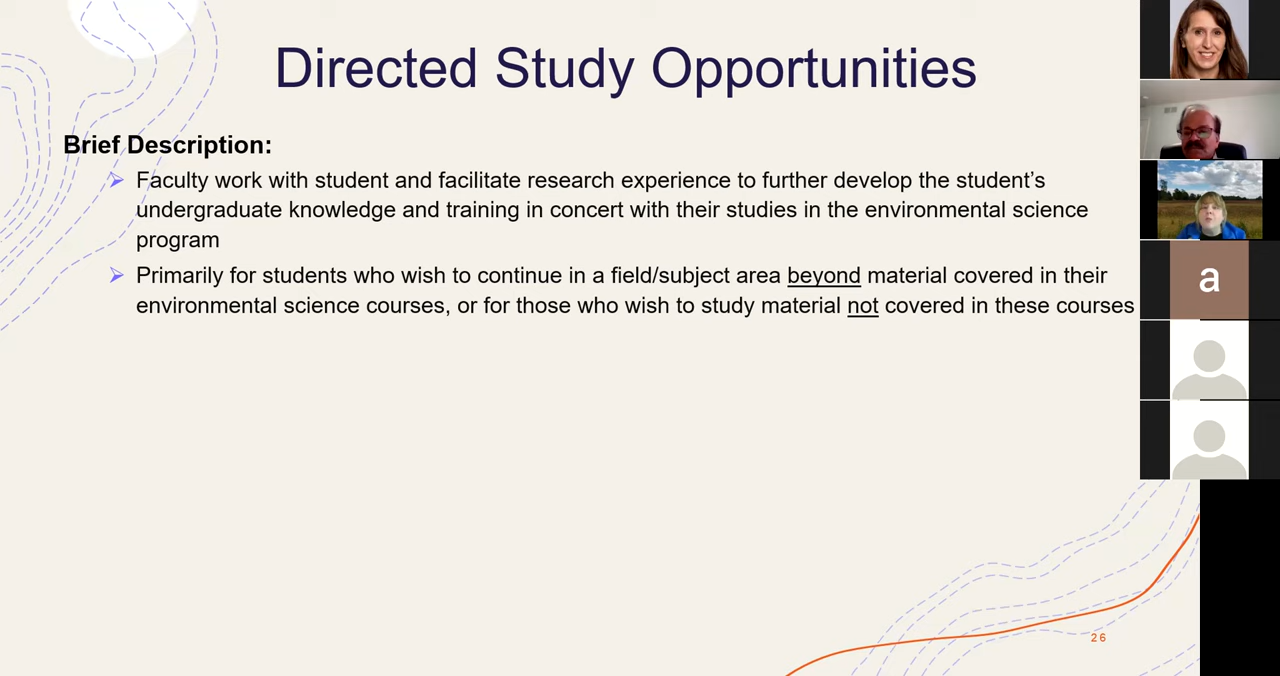 Directed Study Opportunities
Brief Description:
Faculty work with student and facilitate research experience to further develop the student’s
undergraduate knowledge and training in concert with their studies in the environmental science
program
Primarily for students who wish to continue in a field/subject area beyond material covered in their
environmental science courses, or for those who wish to study material not covered in these courses
a
26